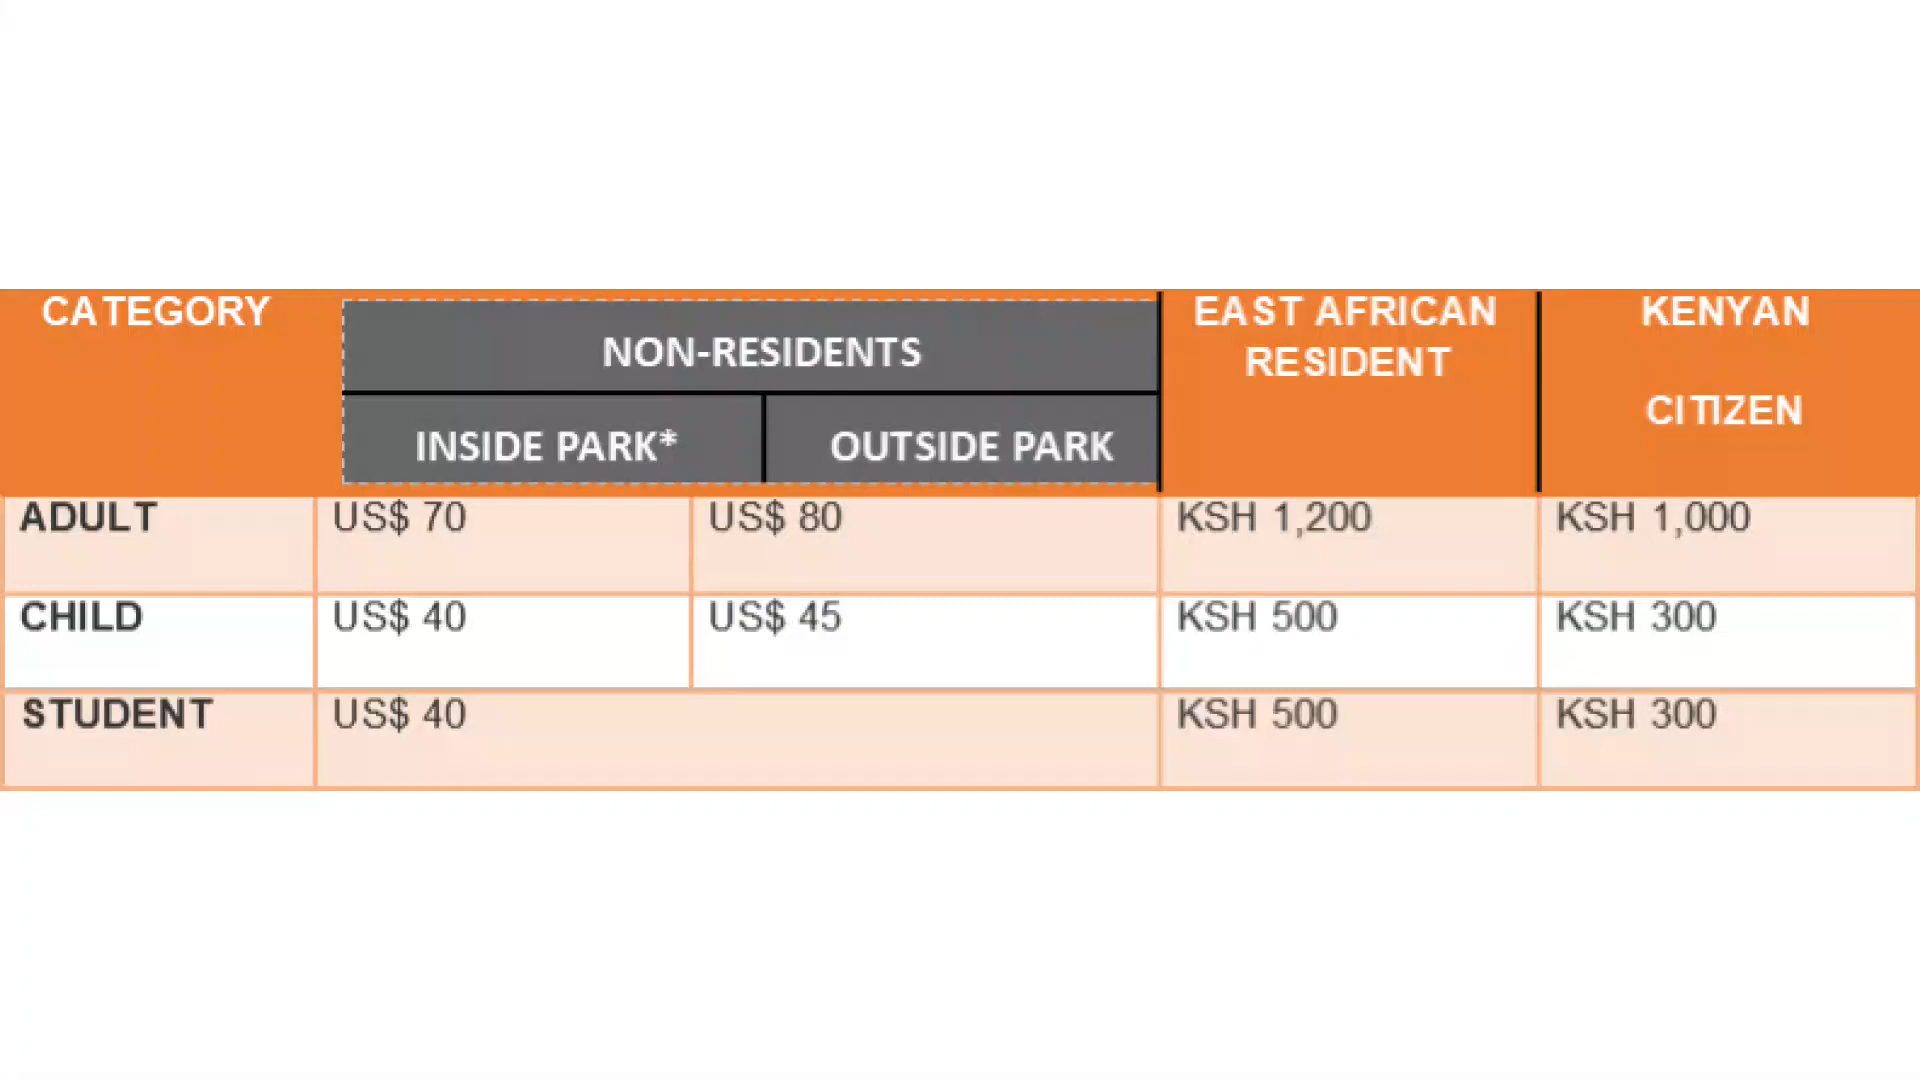 CATEGORY
NON-RESIDENTS
INSIDE PARK*
OUTSIDE PARK
EAST AFRICAN
RESIDENT
KENYAN
CITIZEN
ADULT US$ 70 US$ 80 KSH 1,200 KSH 1,000
CHILD US$ 40 US$ 45 KSH 500 KSH 300
STUDENT US$ 40 KSH 500 KSH 300